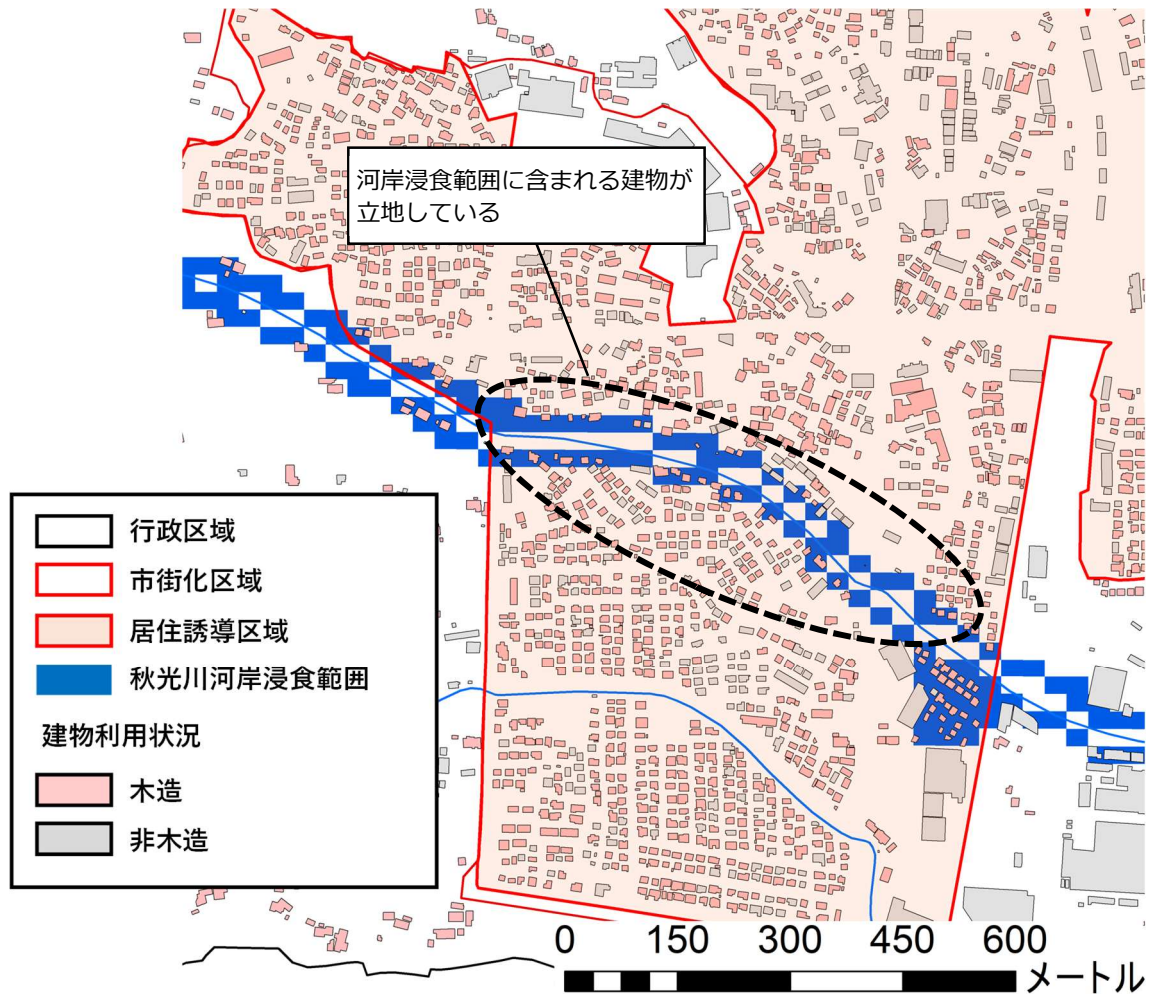 河岸浸食範囲に含まれる建物が
立地している
行政区域
市街化区域
居住誘導区域
秋光川河岸浸食範囲
建物利用状況
木造
非木造
0 150 300 450 600
メートル